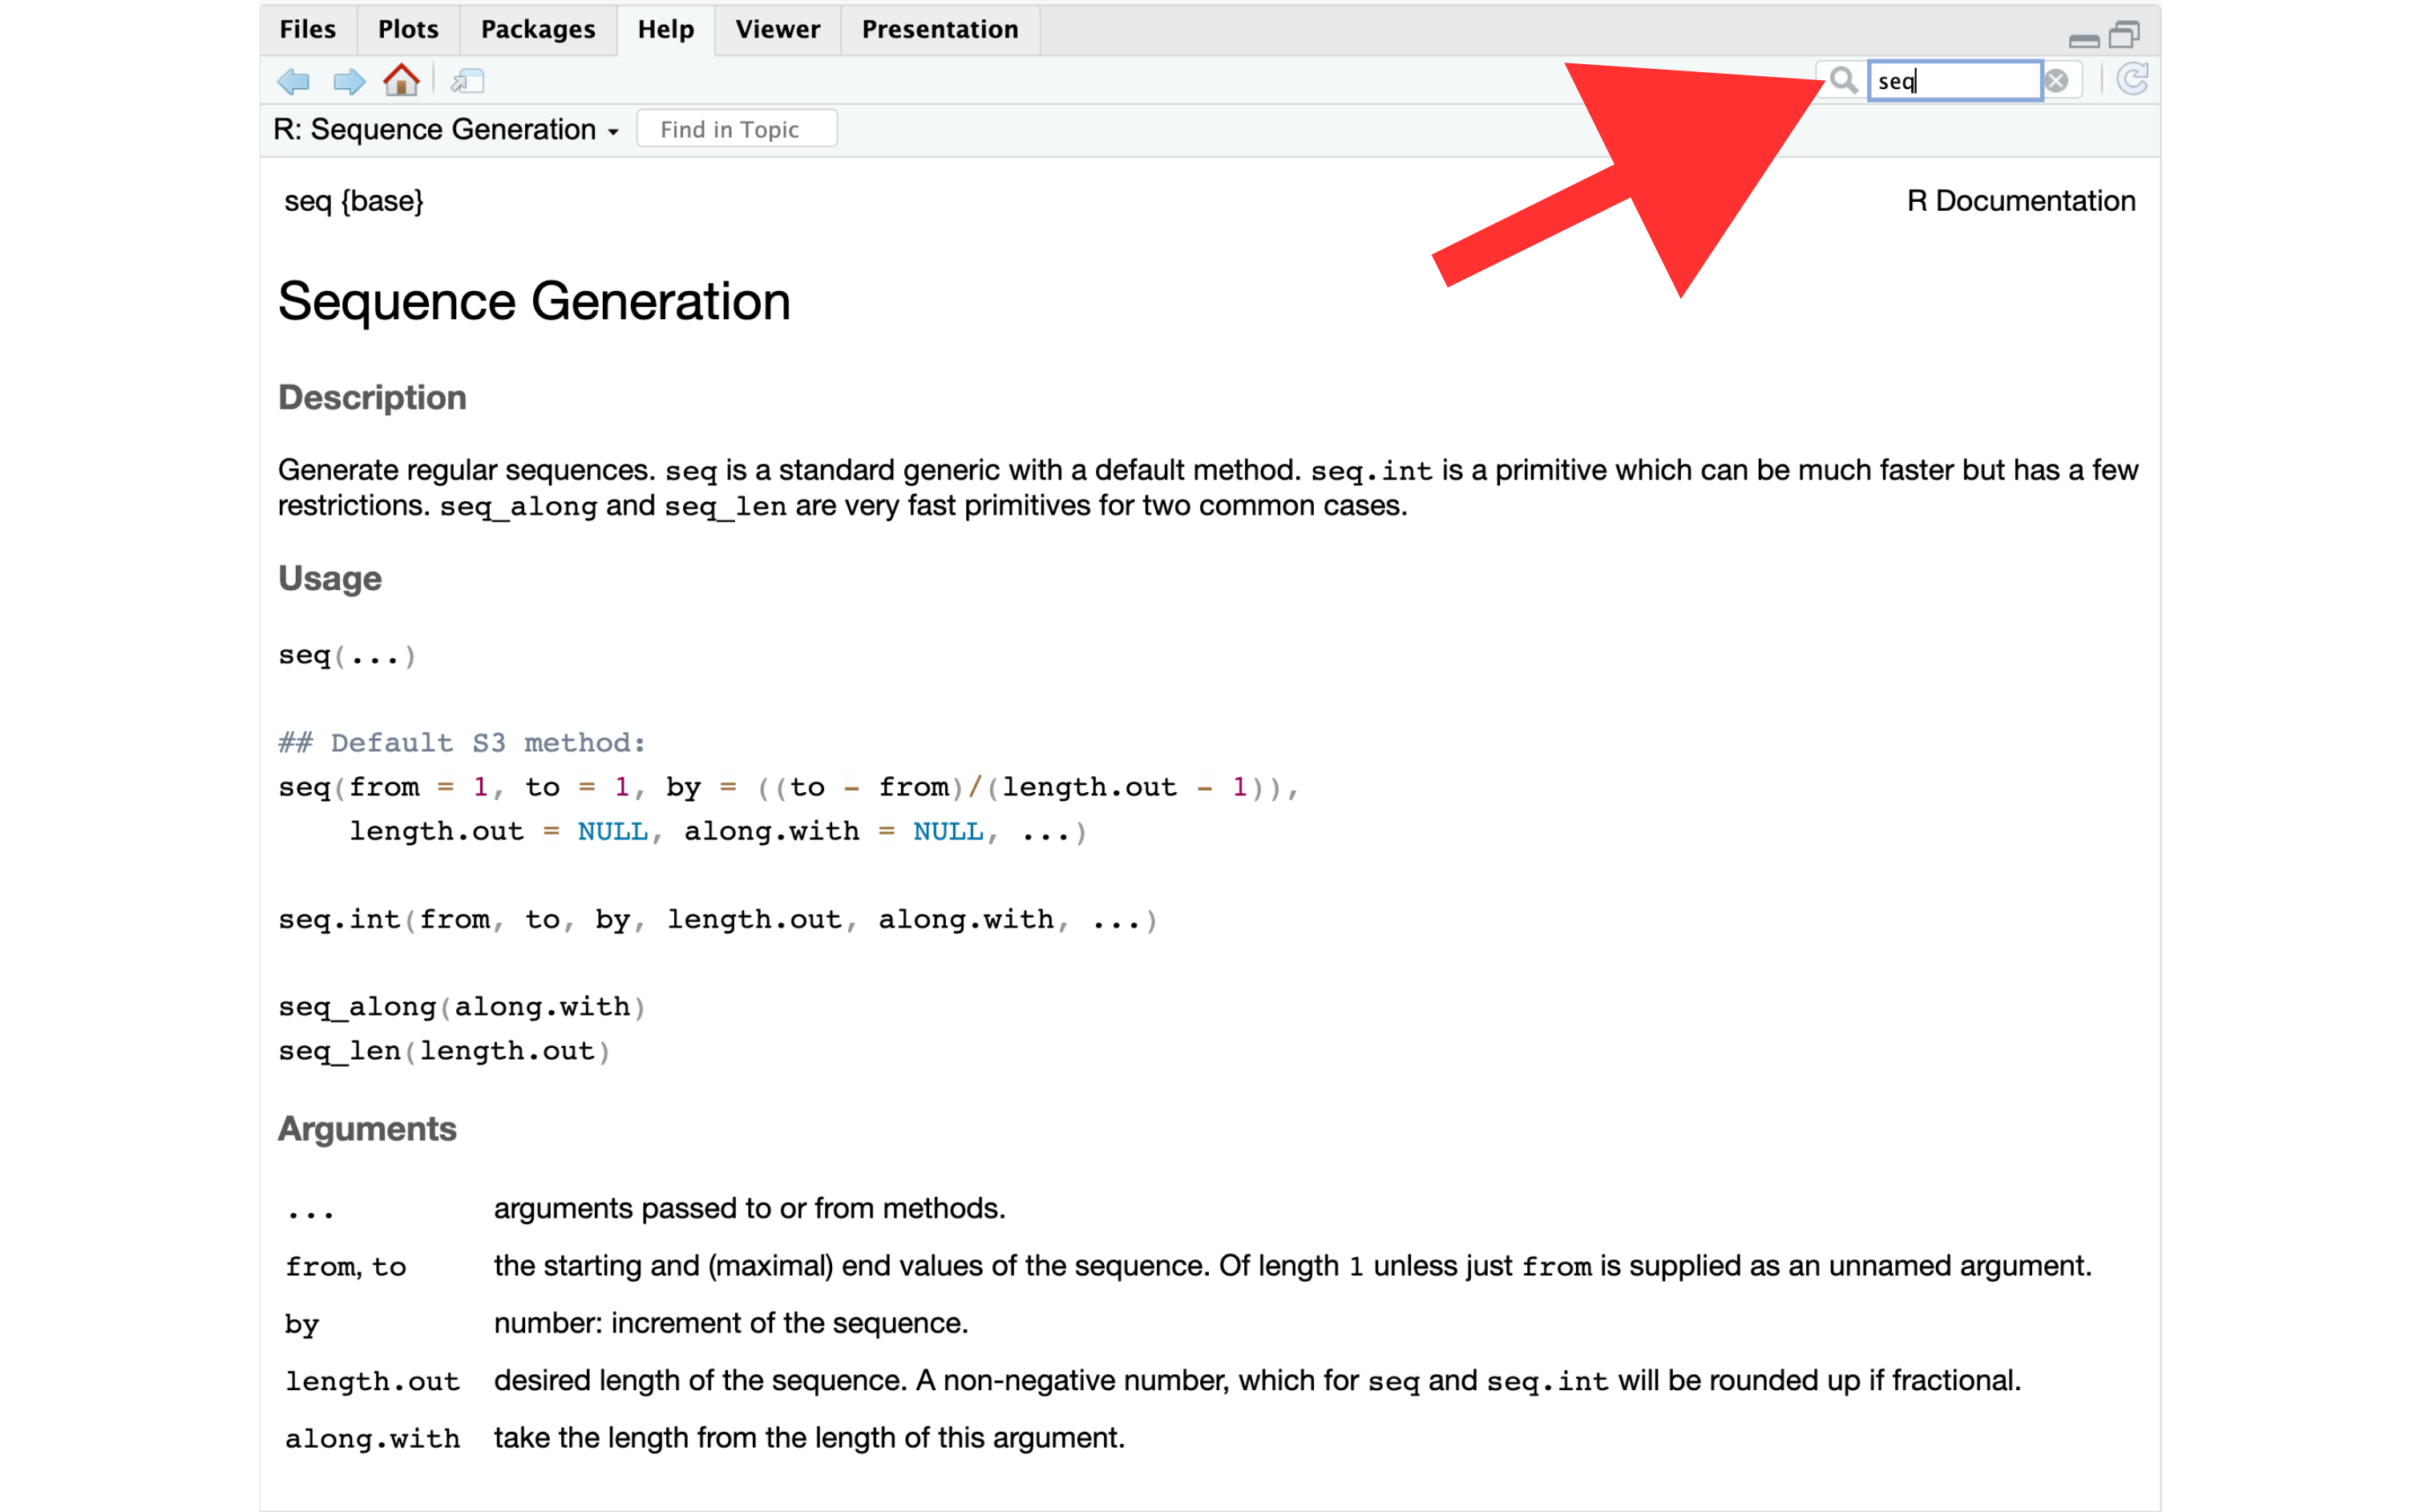 Files Plots Packages Help Viewer Presentation
seq
R: Sequence Generation Find in Topic
seq {base} R Documentation
Sequence Generation
Description
Generate regular sequences. seq is a standard generic with a default method. seq.int is a primitive which can be much faster but has a few
restrictions. seq_along and seq_len are very fast primitives for two common cases.
Usage
seq(...)
## Default S3 method:
seq(from = 1, to = 1, by = ((to - from)/(length.out - 1)),
    length.out = NULL, along.with = NULL, ...)
seq.int(from, to, by, length.out, along.with, ...)
seq_along(along.with)
seq_len(length.out)
Arguments
... arguments passed to or from methods.
from, to the starting and (maximal) end values of the sequence. Of length 1 unless just from is supplied as an unnamed argument.
by number: increment of the sequence.
length.out desired length of the sequence. A non-negative number, which for seq and seq.int will be rounded up if fractional.
along.with take the length from the length of this argument.